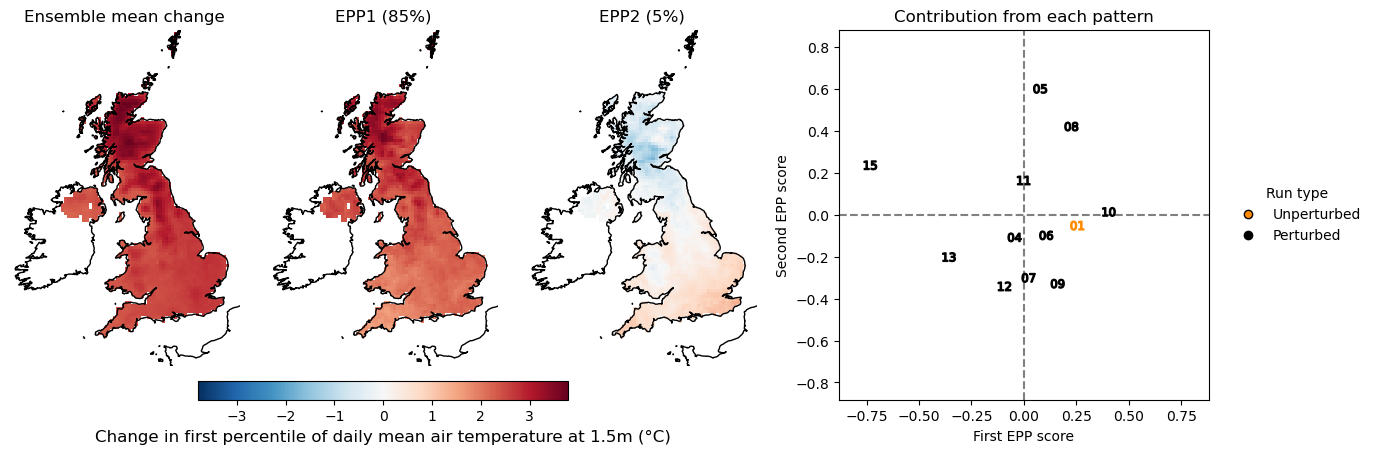 Ensemble mean change
EPP1 (85%)
EPP2 (5%)
Contribution from each pattern
−3 −2 −1 0 1 2 3
Change in first percentile of daily mean air temperature at 1.5m (°C)
Second EPP score
0.8
0.6
0.4
0.2
0.0
−0.2
−0.4
−0.6
−0.8
05
08
15
11
10
01
04
06
13
07
12
09
−0.75 −0.50 −0.25 0.00 0.25 0.50 0.75
First EPP score
Run type
Unperturbed
Perturbed